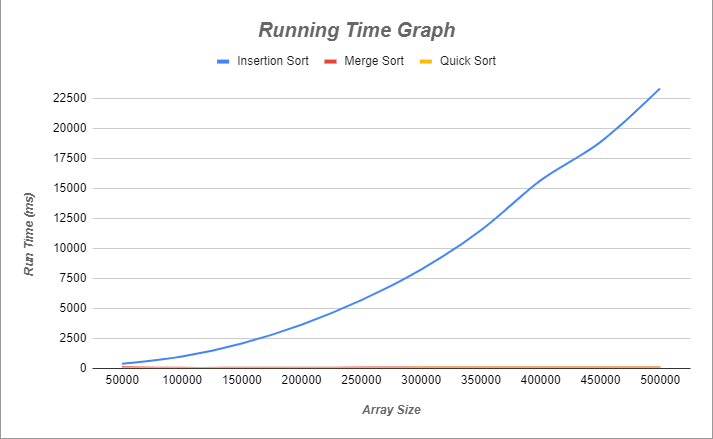 Running Time Graph
Insertion Sort Merge Sort Quick Sort
22500
20000
17500
15000
12500
10000
7500
5000
2500
0
Run Time (ms)
50000 100000 150000 200000 250000 300000 350000 400000 450000 500000
Array Size